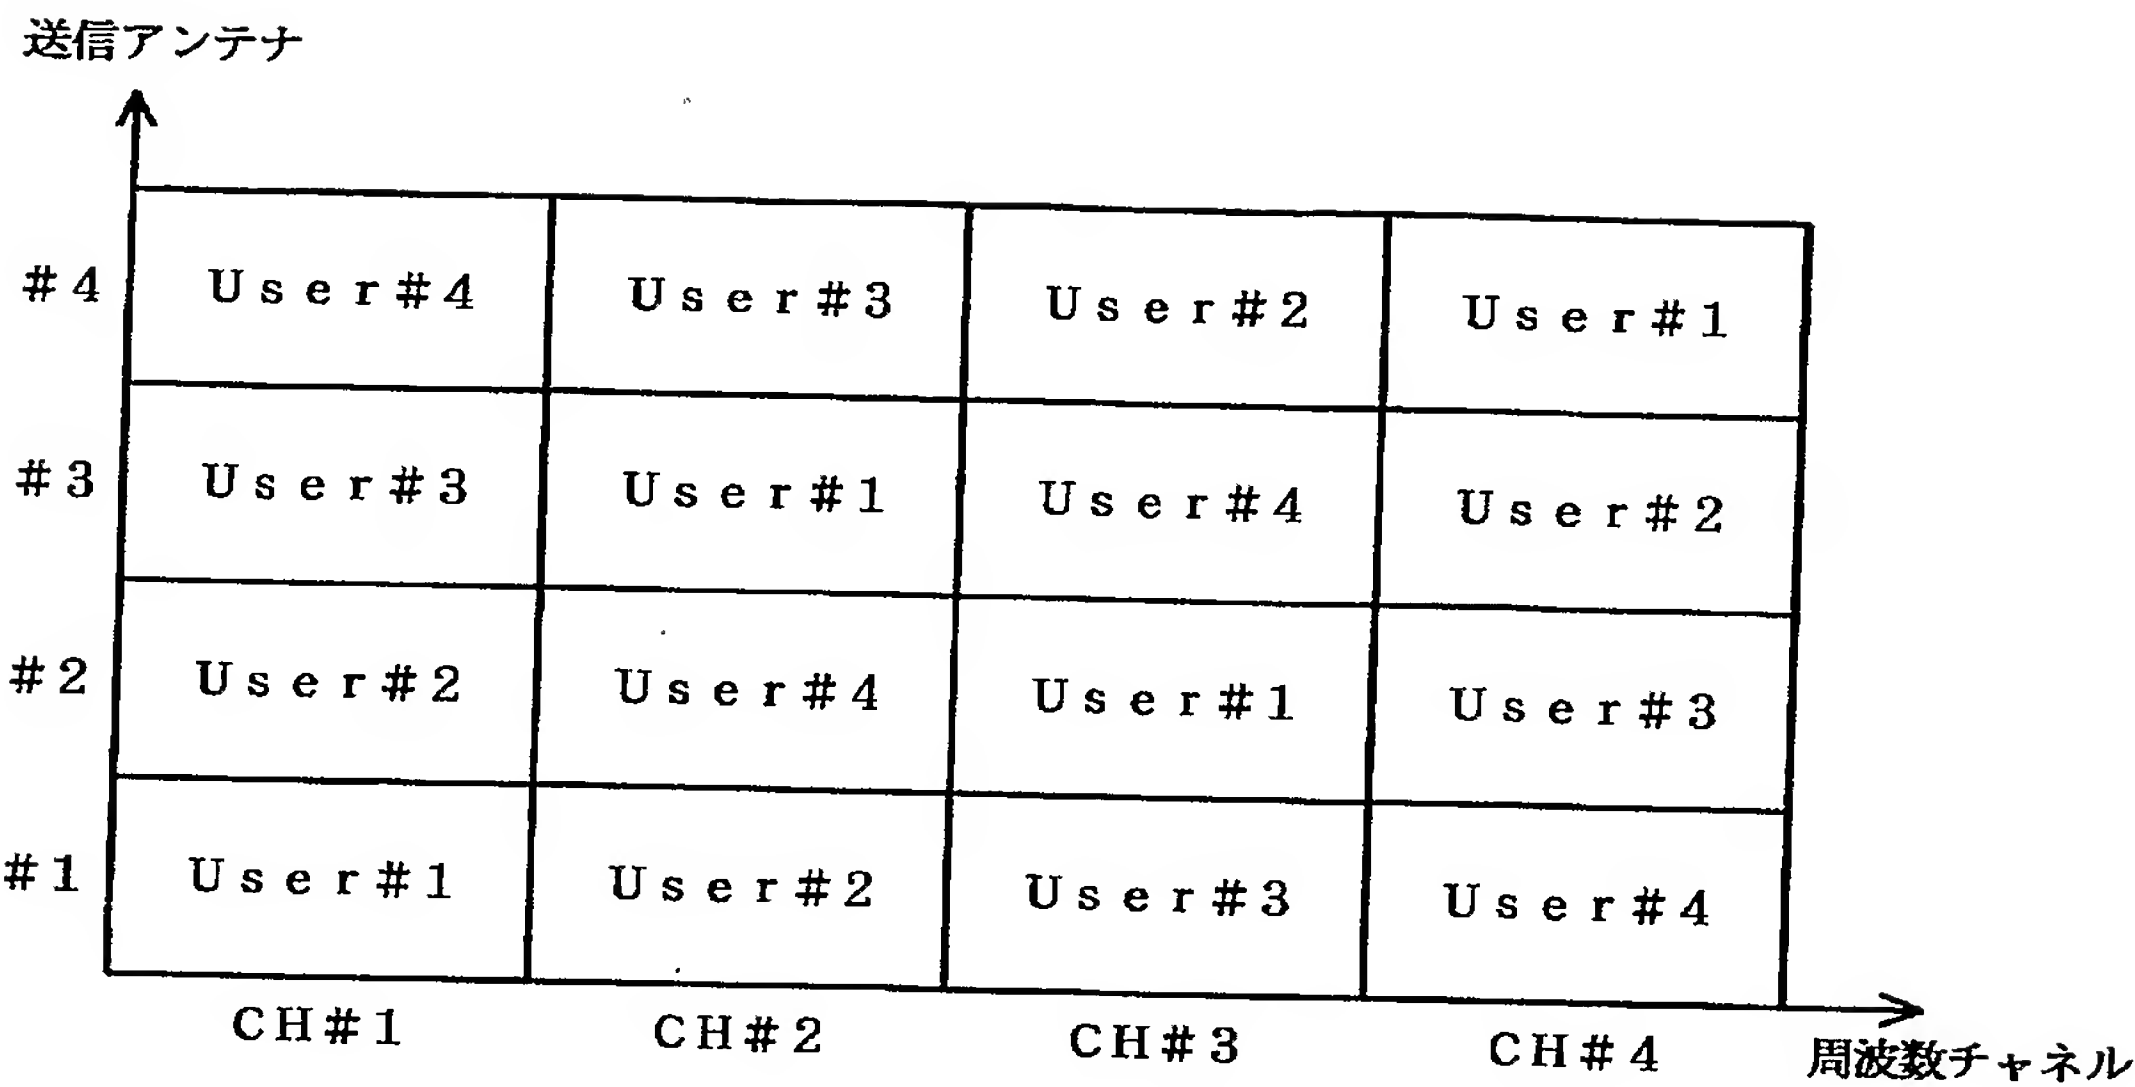 送信アンテナ
#4 User#4 User#3 User#2 User#1
#3 User#3 User#1 User#4 User#2
#2 User#2 User#4 User#1 User#3
#1 User#1 User#2 User#3 User#4
CH#1 CH#2 CH#3 CH#4 周波数チャネル